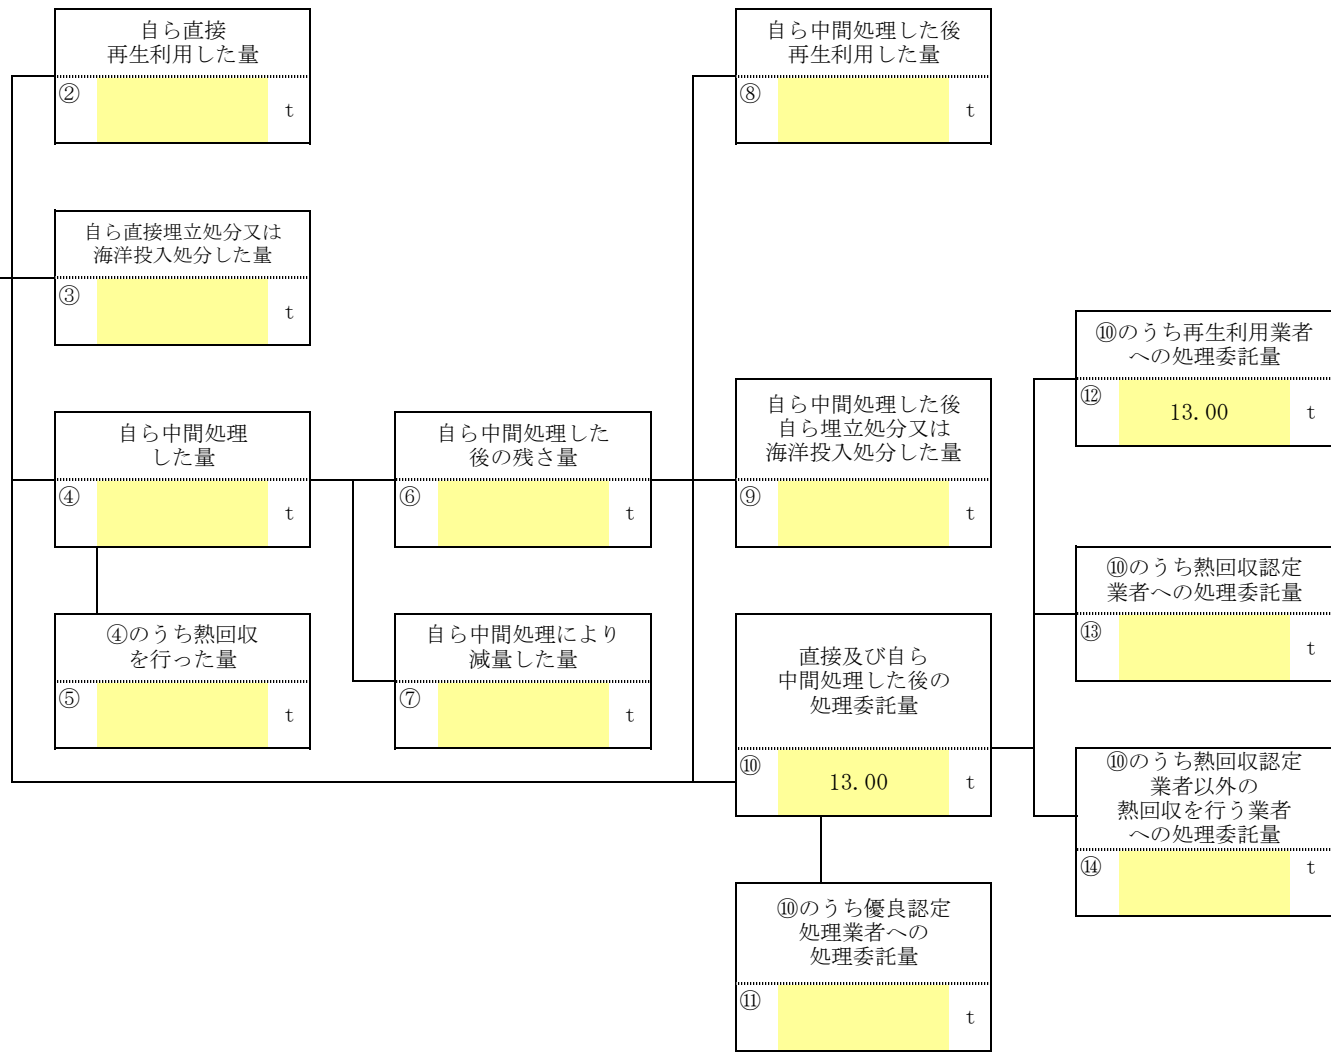 自ら直接
再生利用した量
②
t
自ら中間処理した後
再生利用した量
⑧
t
自ら直接埋立処分又は
海洋投入処分した量
③
t
⑩のうち再生利用業者
への処理委託量
⑫
13.00
t
自ら中間処理
した量
④
t
自ら中間処理した
後の残さ量
⑥
t
自ら中間処理した後
自ら埋立処分又は
海洋投入処分した量
⑨
t
⑩のうち熱回収認定
業者への処理委託量
⑬
t
④のうち熱回収
を行った量
⑤
t
自ら中間処理により
減量した量
⑦
t
直接及び自ら
中間処理した後の
処理委託量
⑩
13.00
t
⑩のうち熱回収認定
業者以外の
熱回収を行う業者
への処理委託量
⑭
t
⑩のうち優良認定
処理業者への
処理委託量
⑪
t